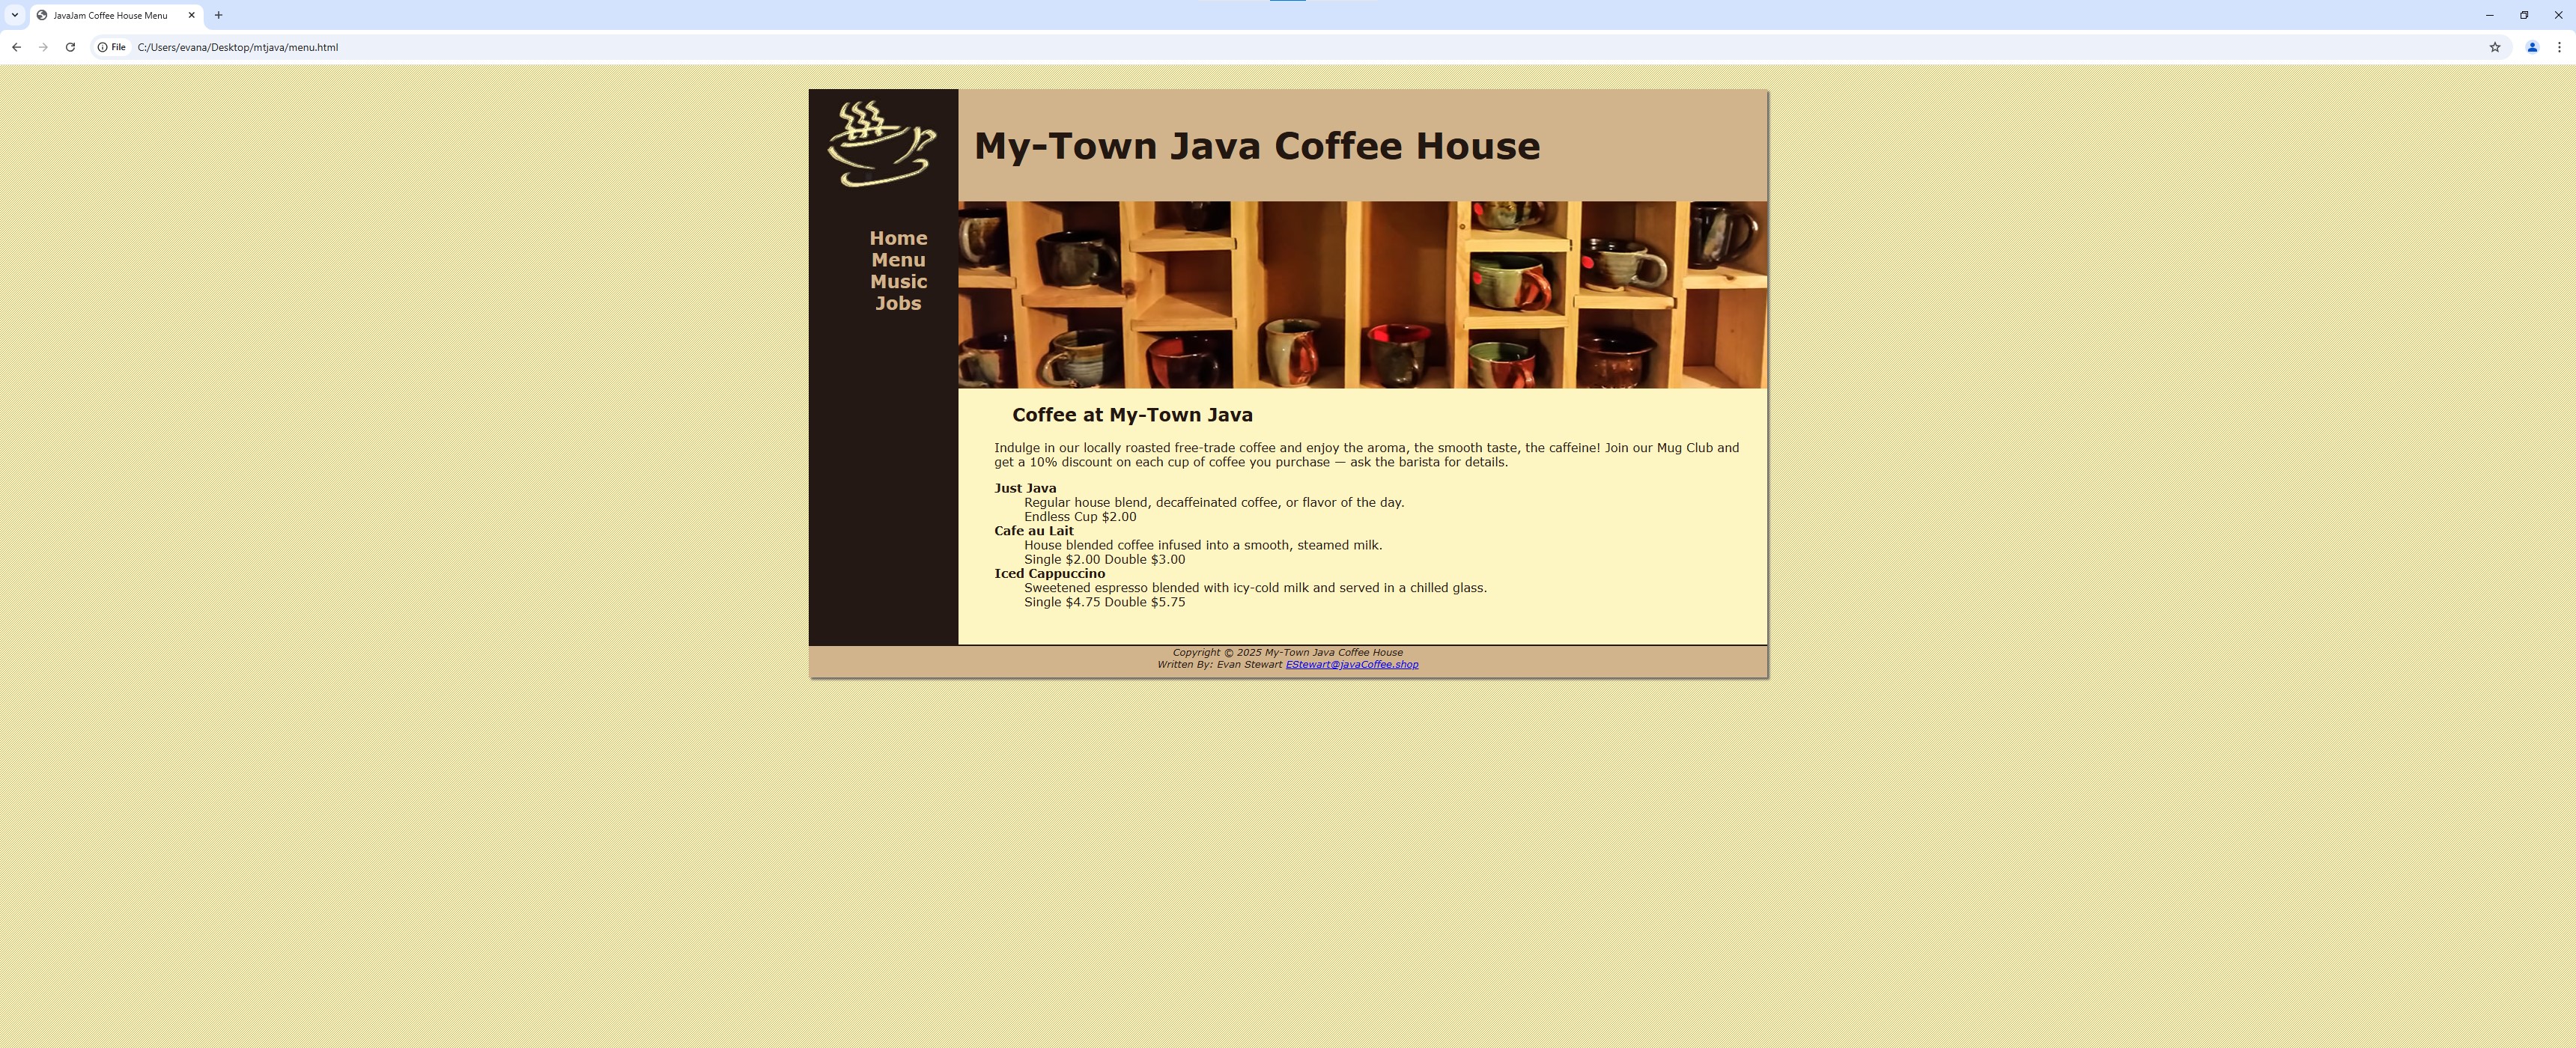 JavaJam Coffee House Menu
File C:/Users/evana/Desktop/mtjava/menu.html
My-Town Java Coffee House
Home
Menu
Music
Jobs
Coffee at My-Town Java
Indulge in our locally roasted free-trade coffee and enjoy the aroma, the smooth taste, the caffeine! Join our Mug Club and
get a 10% discount on each cup of coffee you purchase — ask the barista for details.
Just Java
Regular house blend, decaffeinated coffee, or flavor of the day.
Endless Cup $2.00
Cafe au Lait
House blended coffee infused into a smooth, steamed milk.
Single $2.00 Double $3.00
Iced Cappuccino
Sweetened espresso blended with icy-cold milk and served in a chilled glass.
Single $4.75 Double $5.75
Copyright © 2025 My-Town Java Coffee House
Written By: Evan Stewart EStewart@javaCoffee.shop